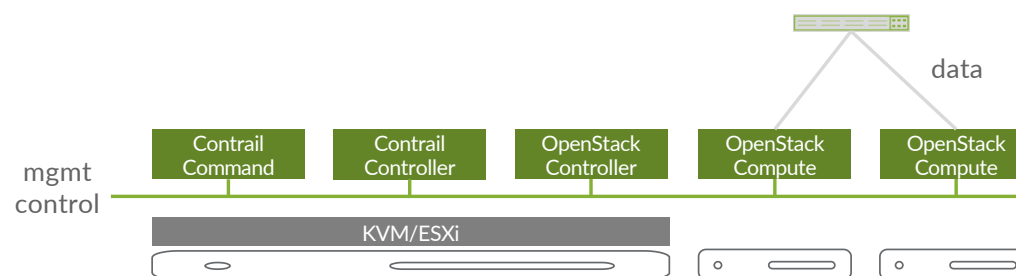 data
Contrail
Command
Contrail
Controller
OpenStack
Controller
OpenStack
Compute
OpenStack
Compute
mgmt
control
KVM/ESXi